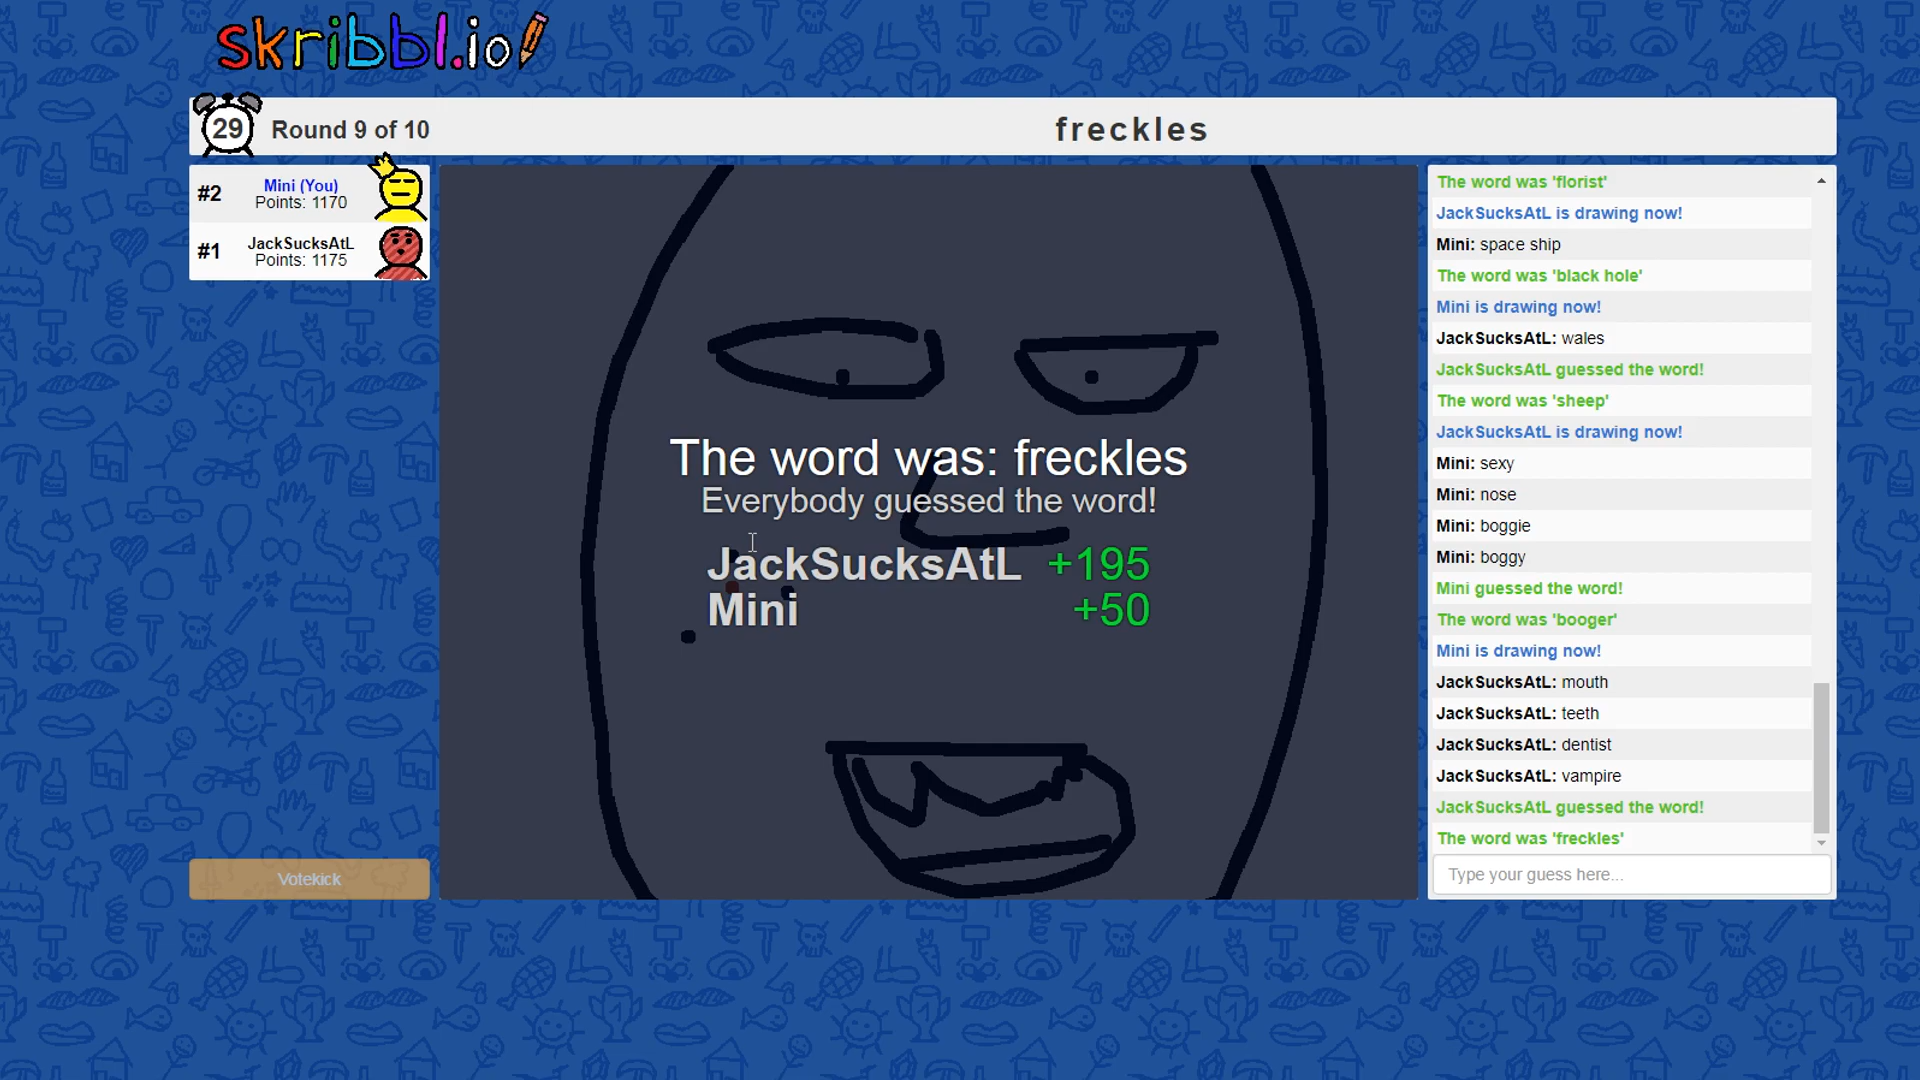 skribbl.io
29
Round 9 of 10
freckles
#2
Mini (You)
Points: 1170
#1
JackSucksAtL
Points: 1175
Votekick
The word was: freckles
Everybody guessed the word!
JackSucksAtL +195
Mini +50
The word was 'florist'
JackSucksAtL is drawing now!
Mini: space ship
The word was 'black hole'
Mini is drawing now!
JackSucksAtL: wales
JackSucksAtL guessed the word!
The word was 'sheep'
JackSucksAtL is drawing now!
Mini: sexy
Mini: nose
Mini: boggie
Mini: boggy
Mini guessed the word!
The word was 'booger'
Mini is drawing now!
JackSucksAtL: mouth
JackSucksAtL: teeth
JackSucksAtL: dentist
JackSucksAtL: vampire
JackSucksAtL guessed the word!
The word was 'freckles'
Type your guess here...